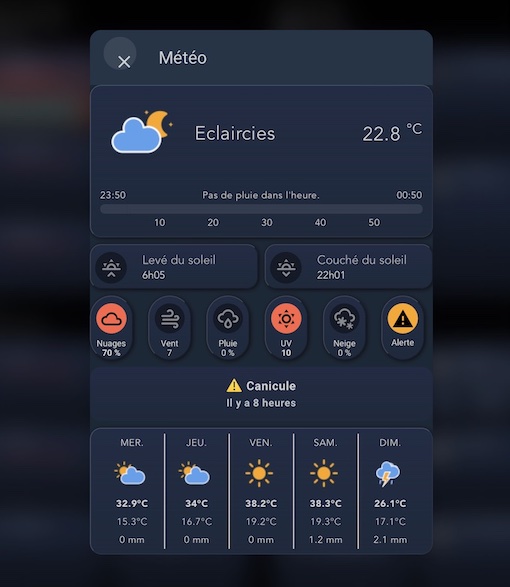 Météo
Eclaircies
22.8 °C
23:50 Pas de pluie dans l'heure. 00:50
10 20 30 40 50
Levé du soleil
6h05
Couché du soleil
22h01
Nuages
70 %
Vent
7
Pluie
0 %
UV
10
Neige
0 %
Alerte
Canicule
Il y a 8 heures
MER. JEU. VEN. SAM. DIM.
32.9°C 34°C 38.2°C 38.3°C 26.1°C
15.3°C 16.7°C 19.2°C 19.3°C 17.1°C
0 mm 0 mm 0 mm 1.2 mm 2.1 mm